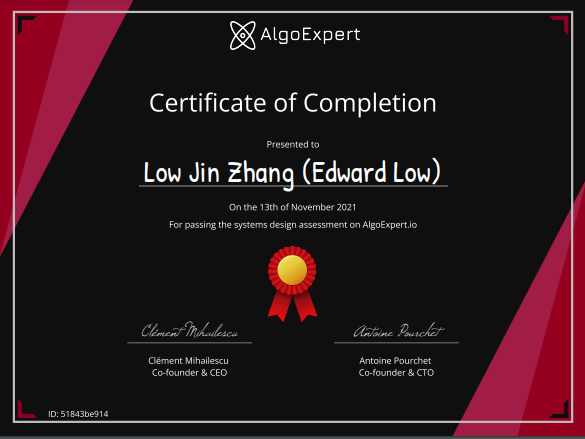 AlgoExpert
Certificate of Completion
Presented to
Low Jin Zhang (Edward Low)
On the 13th of November 2021
For passing the systems design assessment on AlgoExpert.io
Clément Mihailescu Antoine Pourchet
Clément Mihailescu Antoine Pourchet
Co-founder & CEO Co-founder & CTO
ID: 51843be914